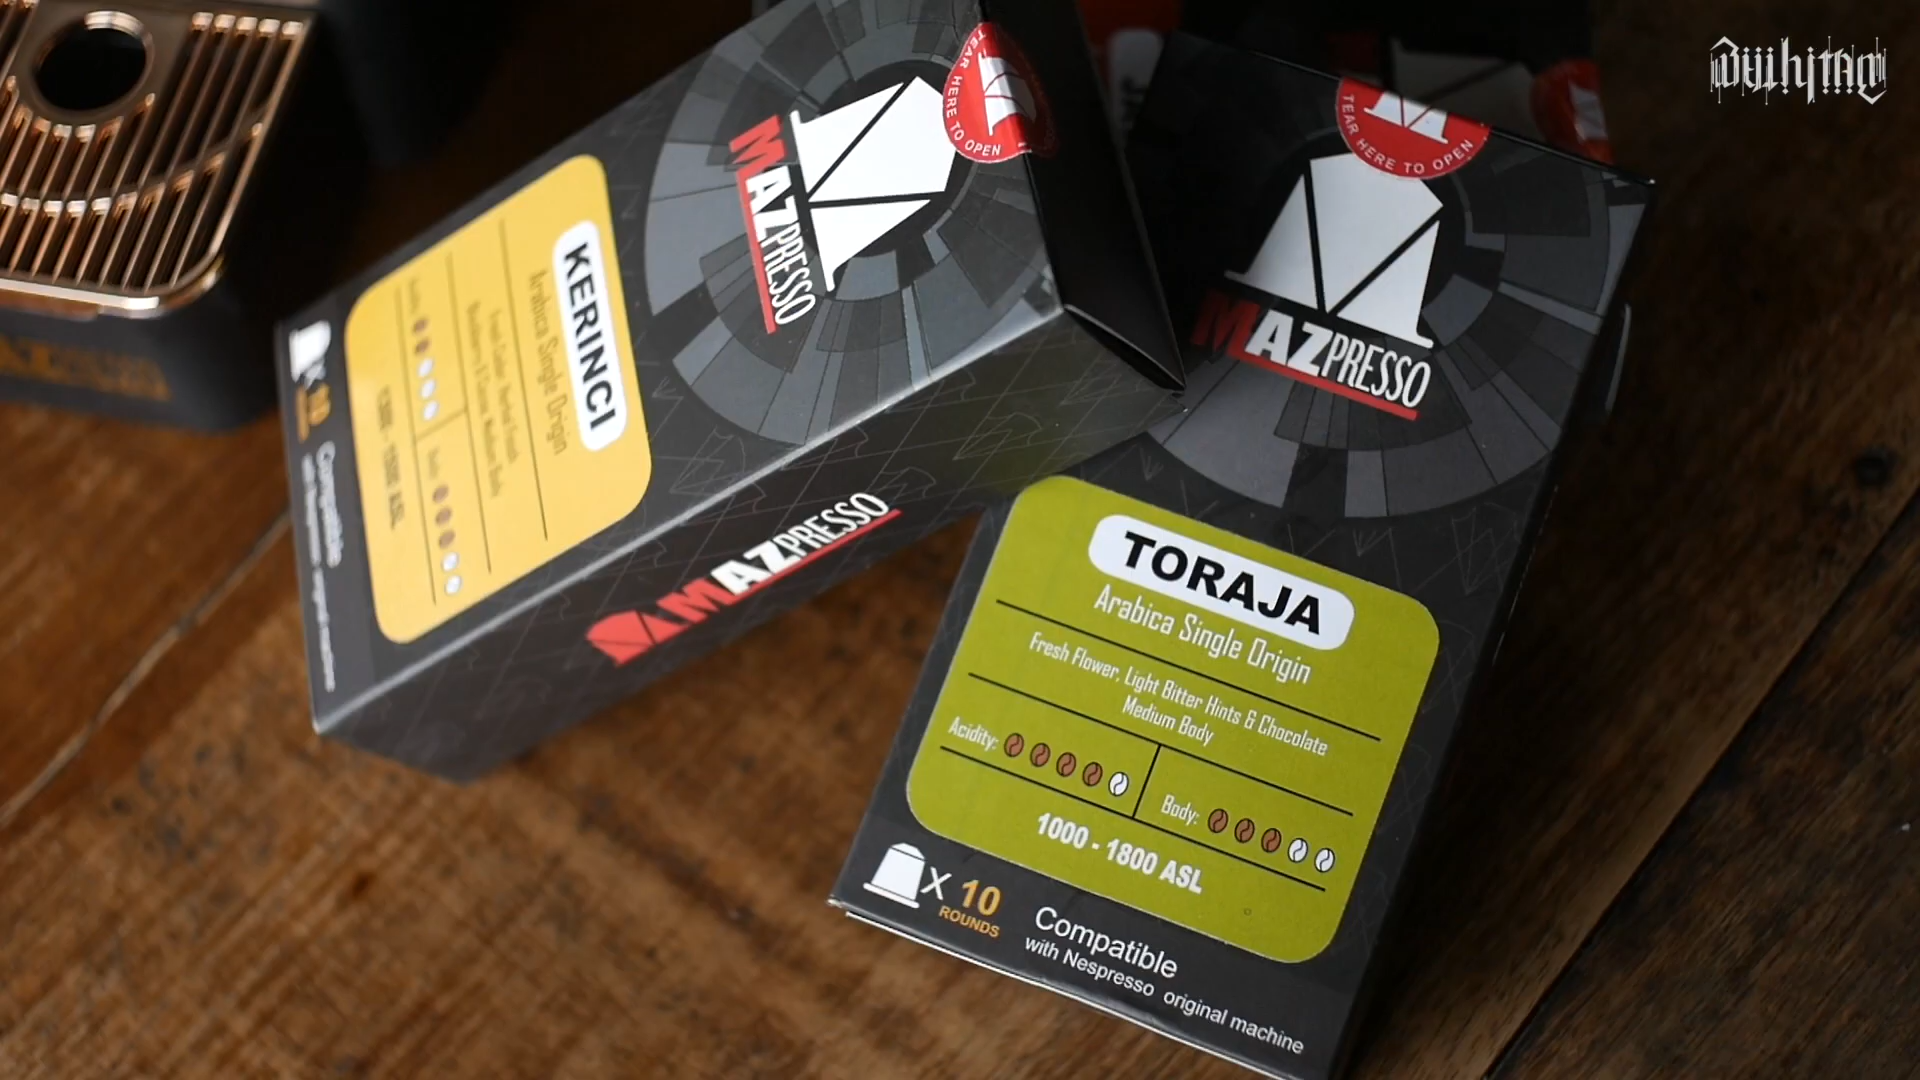 TEAR HERE TO OPEN
MAZPRESSO
KERINCI
Arabica Single Origin
X 10
Compatible
MAZPRESSO
TEAR HERE TO OPEN
MAZPRESSO
TORAJA
Arabica Single Origin
Fresh Flower, Light Bitter Hints & Chocolate
Medium Body
Acidity:
Body:
1000 - 1800 ASL
X 10
ROUNDS
Compatible
with Nespresso original machine